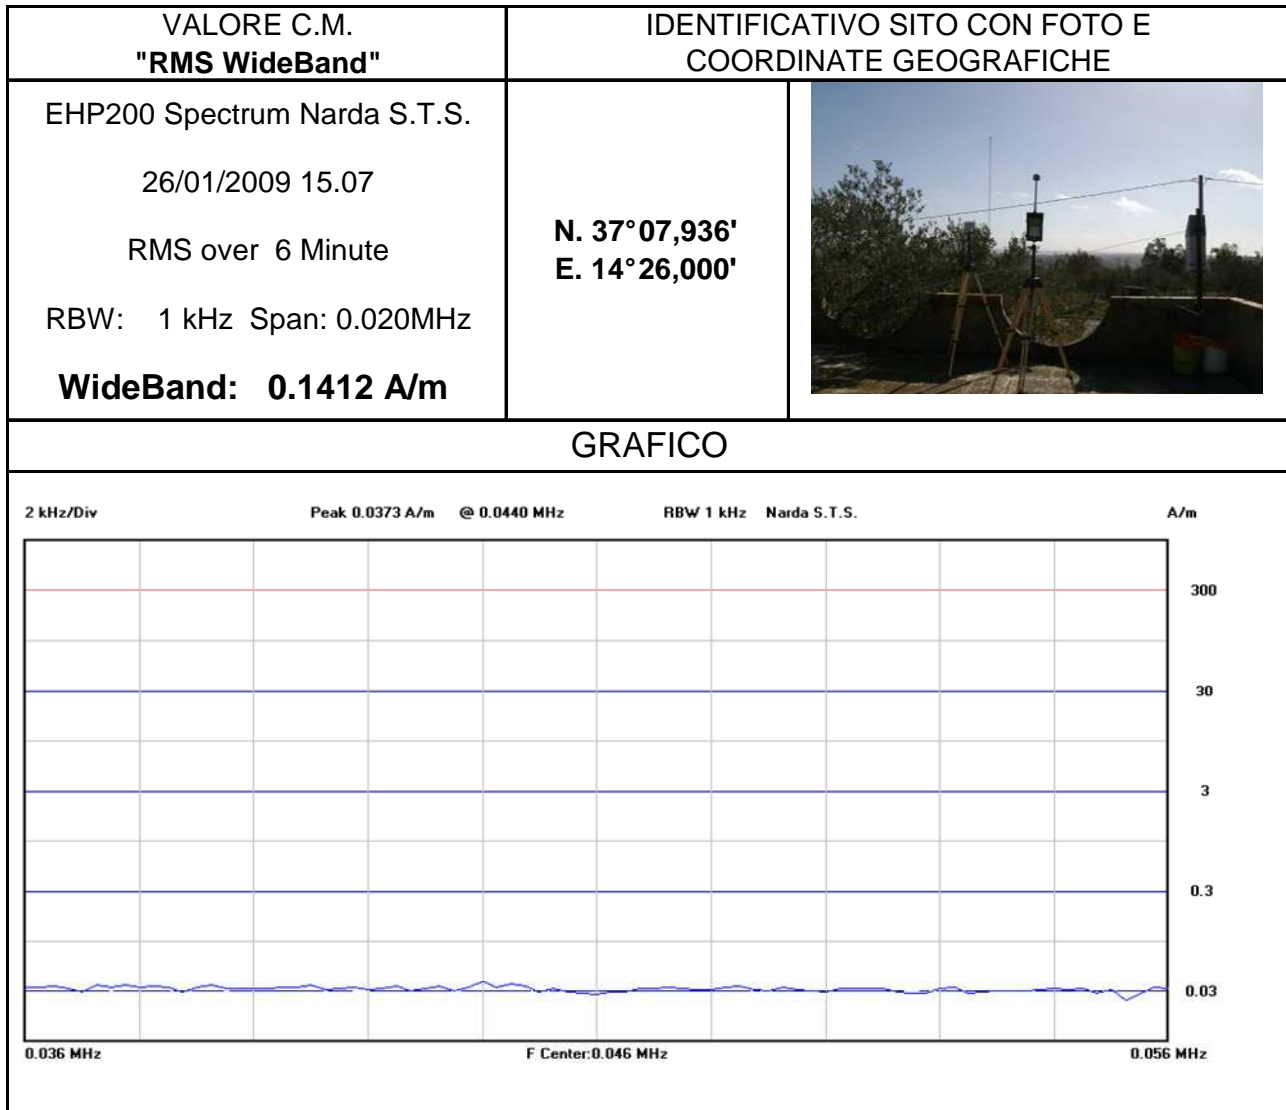 VALORE C.M.
"RMS WideBand"
IDENTIFICATIVO SITO CON FOTO E
COORDINATE GEOGRAFICHE
EHP200 Spectrum Narda S.T.S.
26/01/2009 15.07
RMS over 6 Minute
RBW: 1 kHz Span: 0.020MHz
WideBand: 0.1412 A/m
N. 37°07,936'
E. 14°26,000'
GRAFICO
2 kHz/Div Peak 0.0373 A/m @ 0.0440 MHz RBW 1 kHz Narda S.T.S. A/m
300
30
3
0.3
0.03
0.036 MHz F Center:0.046 MHz 0.056 MHz